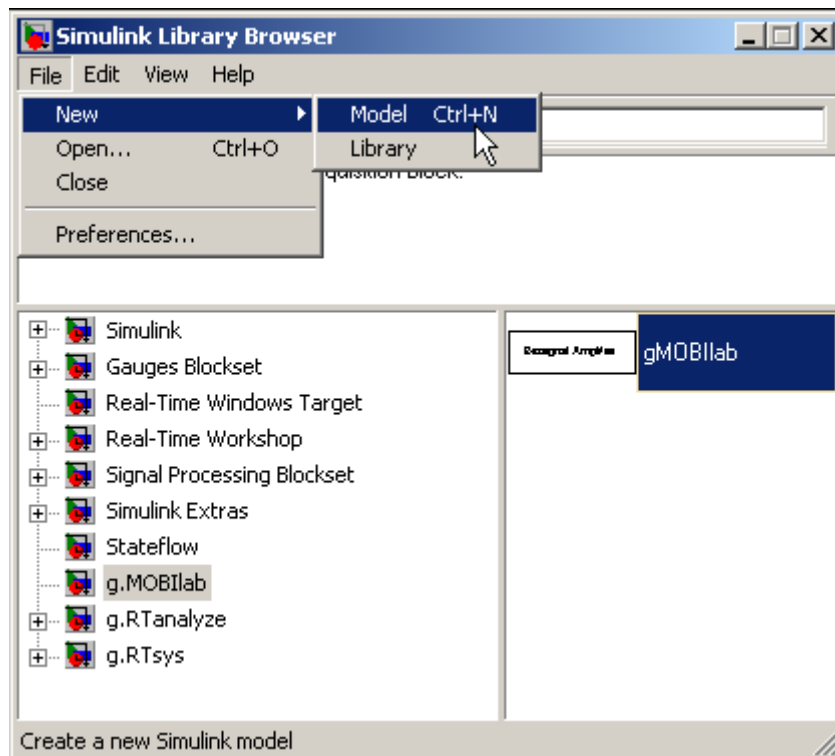 Simulink Library Browser
File Edit View Help
New
Model Ctrl+N
Open... Ctrl+O
Library
Close
quisition Block.
Preferences...
Simulink
Gauges Blockset
Real-Time Windows Target
Real-Time Workshop
Signal Processing Blockset
Simulink Extras
Stateflow
g.MOBIlab
g.RTanalyze
g.RTsys
gMOBIlab
Create a new Simulink model